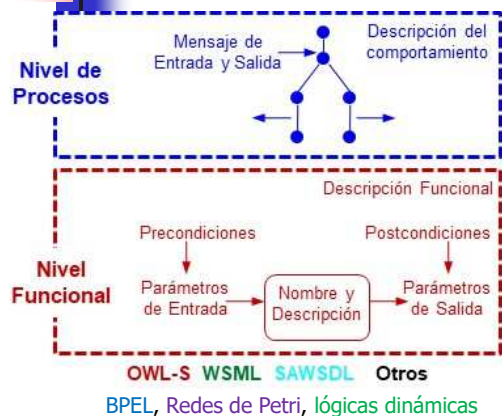 Nivel de
Procesos
Mensaje de
Entrada y Salida
Descripción del
comportamiento
Descripción Funcional
Nivel
Funcional
Precondiciones
Postcondiciones
Parámetros
de Entrada
Nombre y
Descripción
Parámetros
de Salida
OWL-S WSML SAWSDL Otros
BPEL, Redes de Petri, lógicas dinámicas